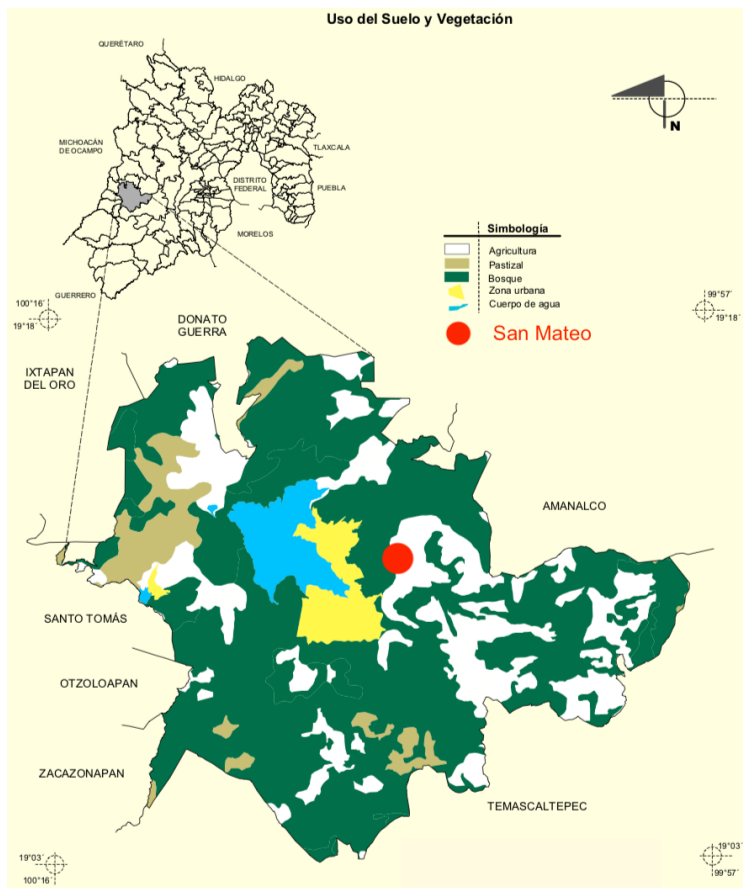 Uso del Suelo y Vegetación
QUERÉTARO
HIDALGO
MICHOACÁN
DE OCAMPO
TLAXCALA
DISTRITO
FEDERAL
PUEBLA
MORELOS
GUERRERO
N
Simbología
Agricultura
Pastizal
Bosque
Zona urbana
Cuerpo de agua
San Mateo
100°16´
19°18´
99°57´
19°18´
DONATO
GUERRA
IXTAPAN
DEL ORO
AMANALCO
SANTO TOMÁS
OTZOLOAPAN
ZACAZONAPAN
TEMASCALTEPEC
19°03´
100°16´
19°03´
99°57´